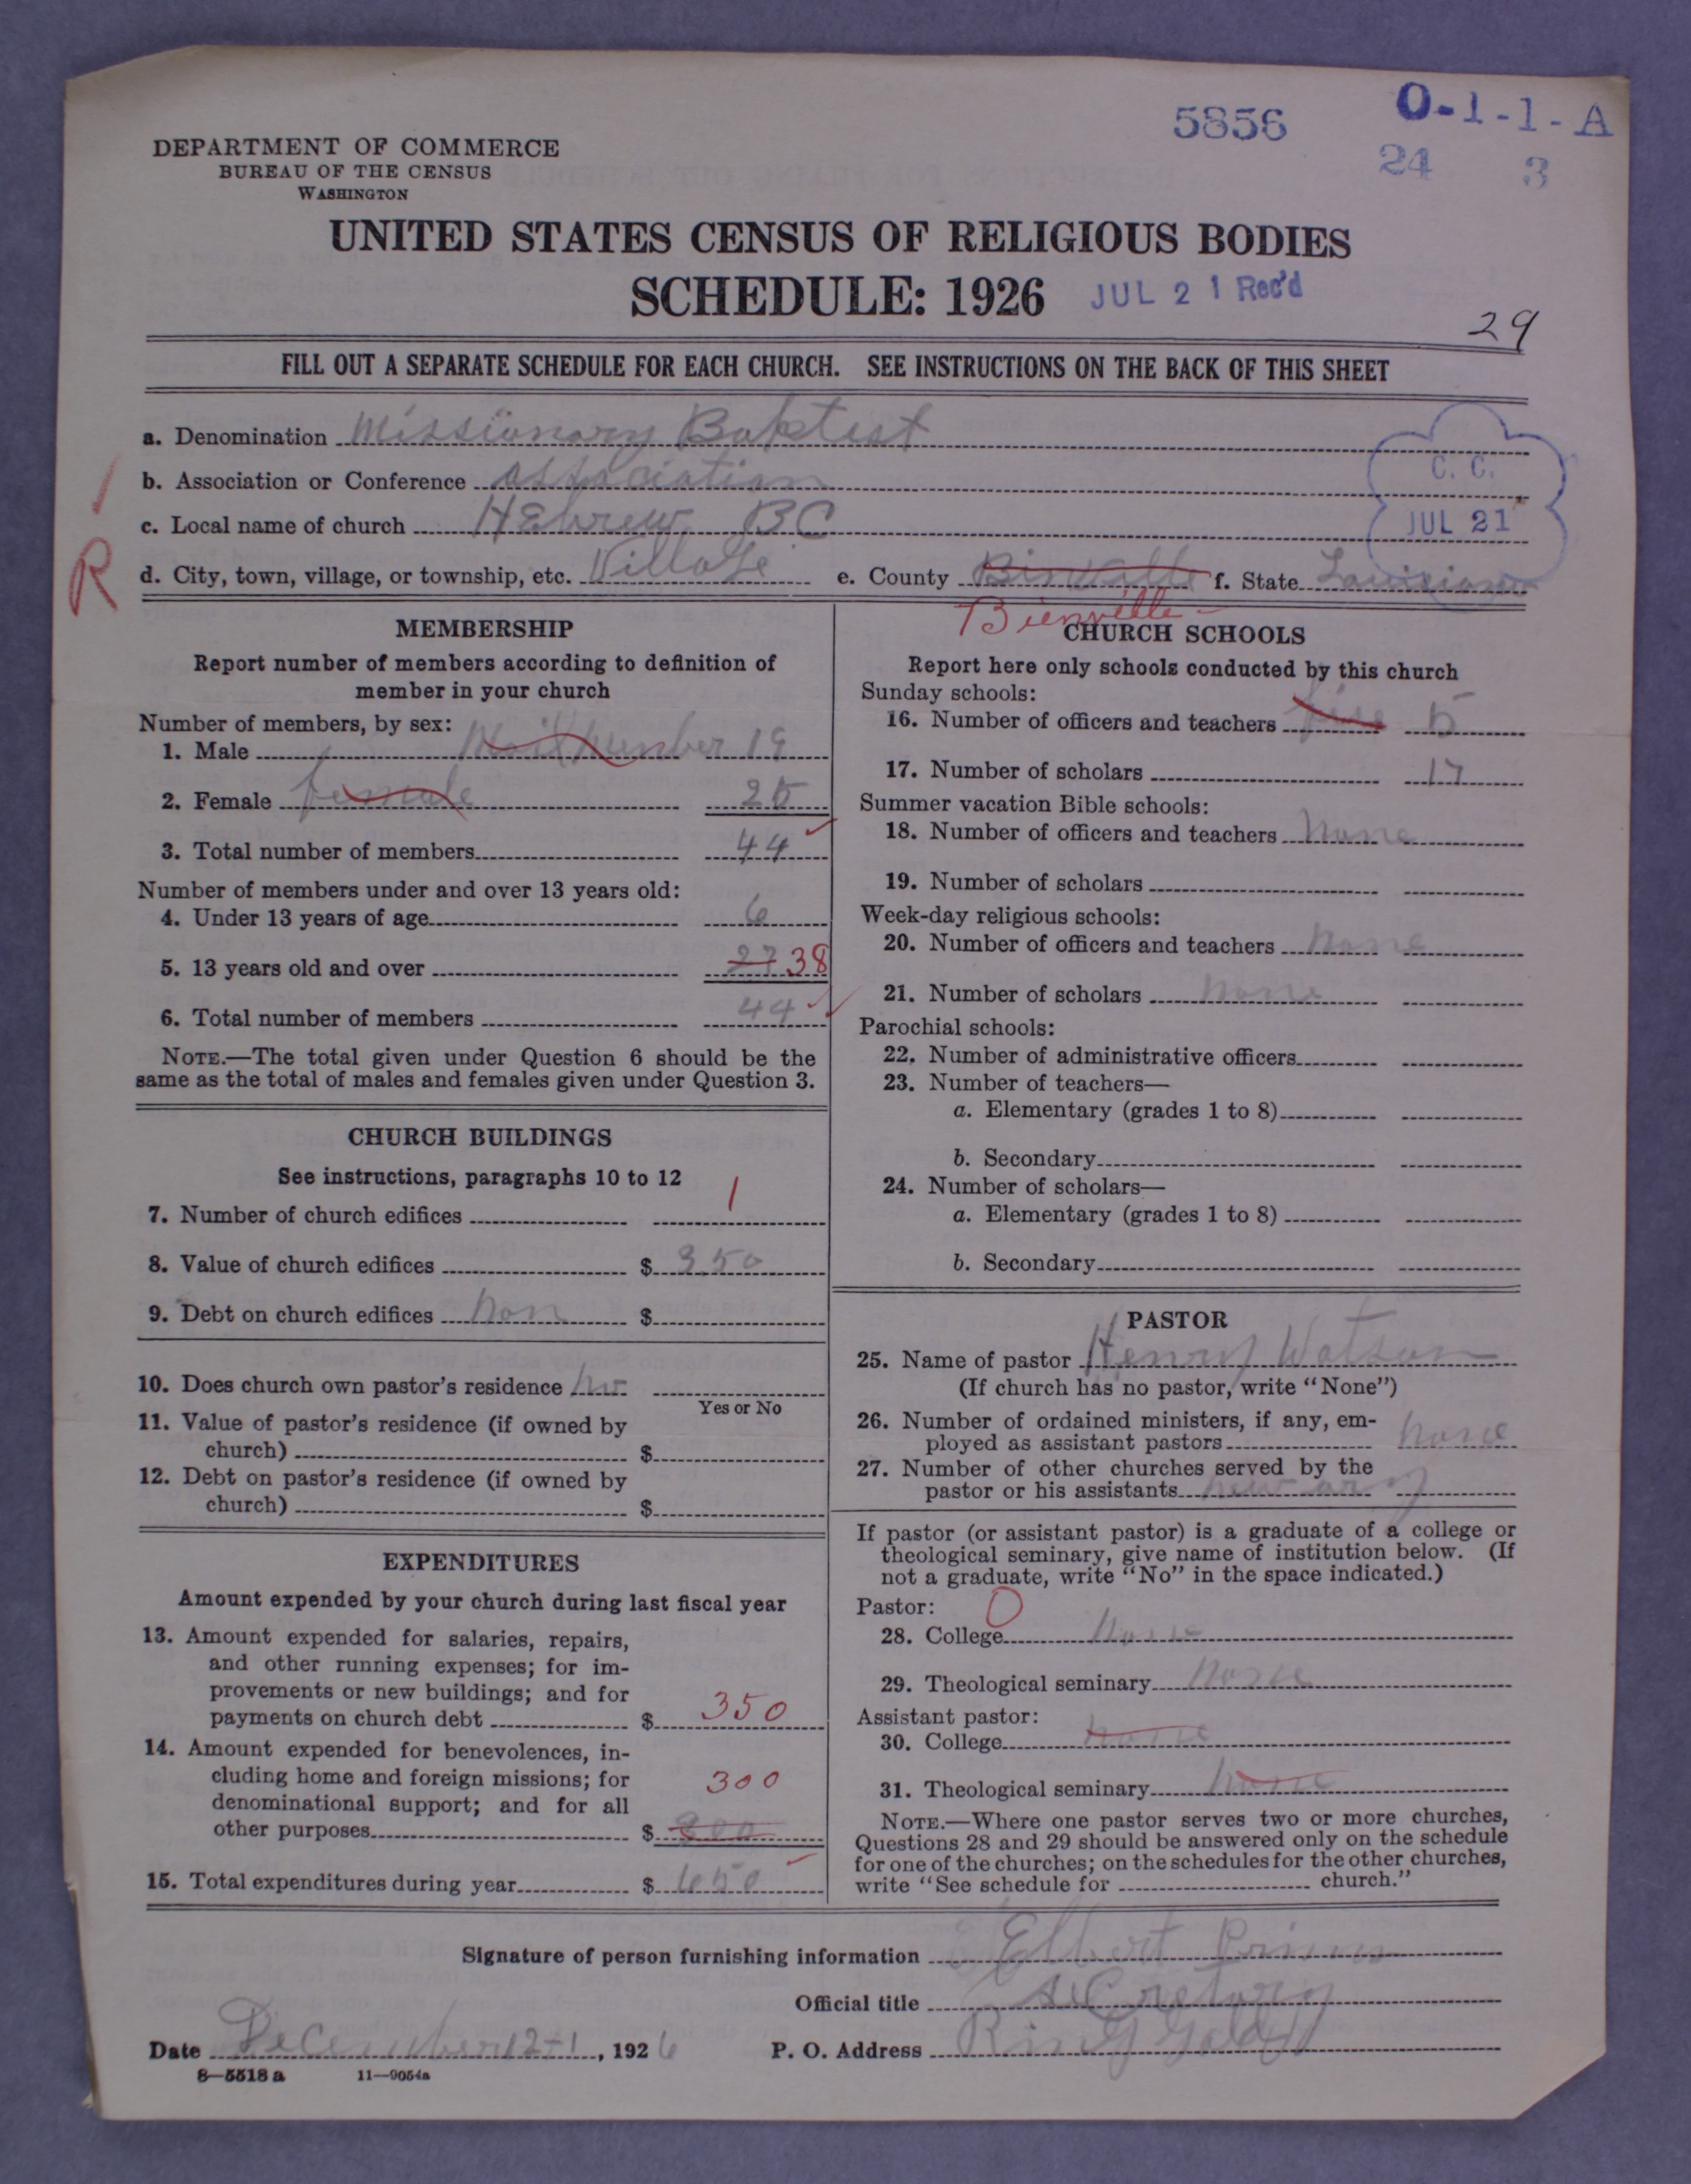 5856
O-1-1-A
24 3
DEPARTMENT OF COMMERCE
BUREAU OF THE CENSUS
WASHINGTON
UNITED STATES CENSUS OF RELIGIOUS BODIES
SCHEDULE: 1926 JUL 21 Rec'd
29
FILL OUT A SEPARATE SCHEDULE FOR EACH CHURCH. SEE INSTRUCTIONS ON THE BACK OF THIS SHEET
a. Denomination Missionary Baptist
b. Association or Conference association
c. Local name of church HEbrew BC
C. C.
JUL 21
R
d. City, town, village, or township, etc. Village e. County f. State Louisiana
Bienville
MEMBERSHIP
Report number of members according to definition of
member in your church
Number of members, by sex:
1. Male 19
2. Female female 25
3. Total number of members 44
Number of members under and over 13 years old:
4. Under 13 years of age 6
5. 13 years old and over 27 38
6. Total number of members 44
NOTE.—The total given under Question 6 should be the
same as the total of males and females given under Question 3.
CHURCH BUILDINGS
See instructions, paragraphs 10 to 12
7. Number of church edifices 1
8. Value of church edifices $ 350
9. Debt on church edifices non $
10. Does church own pastor's residence no
Yes or No
11. Value of pastor's residence (if owned by
church) $
12. Debt on pastor's residence (if owned by
church) $
EXPENDITURES
Amount expended by your church during last fiscal year
13. Amount expended for salaries, repairs,
and other running expenses; for im-
provements or new buildings; and for
payments on church debt $ 350
14. Amount expended for benevolences, in-
cluding home and foreign missions; for 300
denominational support; and for all
other purposes $
15. Total expenditures during year $ 650
CHURCH SCHOOLS
Report here only schools conducted by this church
Sunday schools:
16. Number of officers and teachers five 5
17. Number of scholars 17
Summer vacation Bible schools:
18. Number of officers and teachers none
19. Number of scholars
Week-day religious schools:
20. Number of officers and teachers none
21. Number of scholars none
Parochial schools:
22. Number of administrative officers
23. Number of teachers—
a. Elementary (grades 1 to 8)
b. Secondary
24. Number of scholars—
a. Elementary (grades 1 to 8)
b. Secondary
PASTOR
25. Name of pastor Henry Watson
(If church has no pastor, write "None")
26. Number of ordained ministers, if any, em-
ployed as assistant pastors none
27. Number of other churches served by the
pastor or his assistants
If pastor (or assistant pastor) is a graduate of a college or
theological seminary, give name of institution below. (If
not a graduate, write "No" in the space indicated.)
Pastor: O
28. College none
29. Theological seminary none
Assistant pastor:
30. College none
31. Theological seminary none
NOTE.—Where one pastor serves two or more churches,
Questions 28 and 29 should be answered only on the schedule
for one of the churches; on the schedules for the other churches,
write "See schedule for church."
Signature of person furnishing information Elbert
Official title secretary
Date December 12-1, 1926 P. O. Address RinGGold
8—5518 a 11—9054a